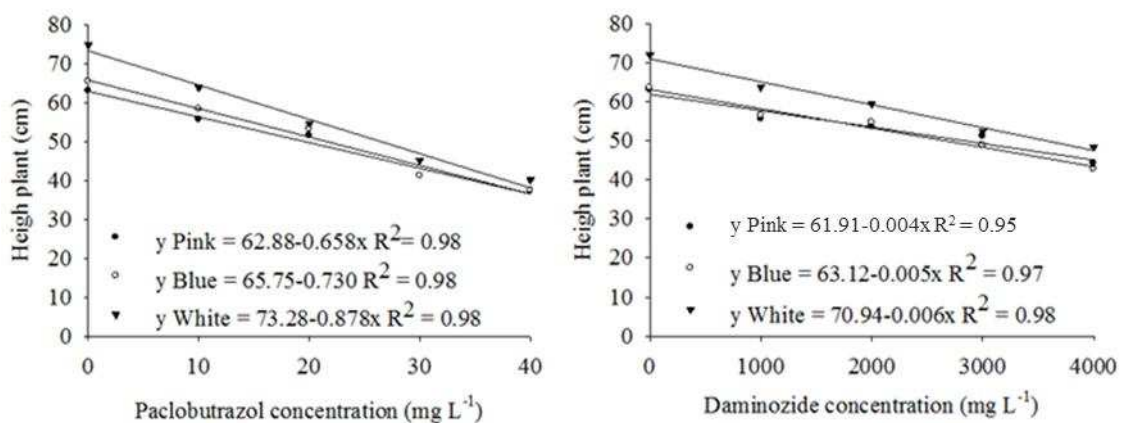 80
70
60
50
40
30
20
10
0
Heigh plant (cm)
y Pink = 62.88-0.658x R²= 0.98
y Blue = 65.75-0.730 R² = 0.98
y White = 73.28-0.878x R² = 0.98
0 10 20 30 40
Paclobutrazol concentration (mg L⁻¹)
80
70
60
50
40
30
20
10
0
Heigh plant (cm)
y Pink = 61.91-0.004x R² = 0.95
y Blue = 63.12-0.005x R² = 0.97
y White = 70.94-0.006x R² = 0.98
0 1000 2000 3000 4000
Daminozide concentration (mg L⁻¹)